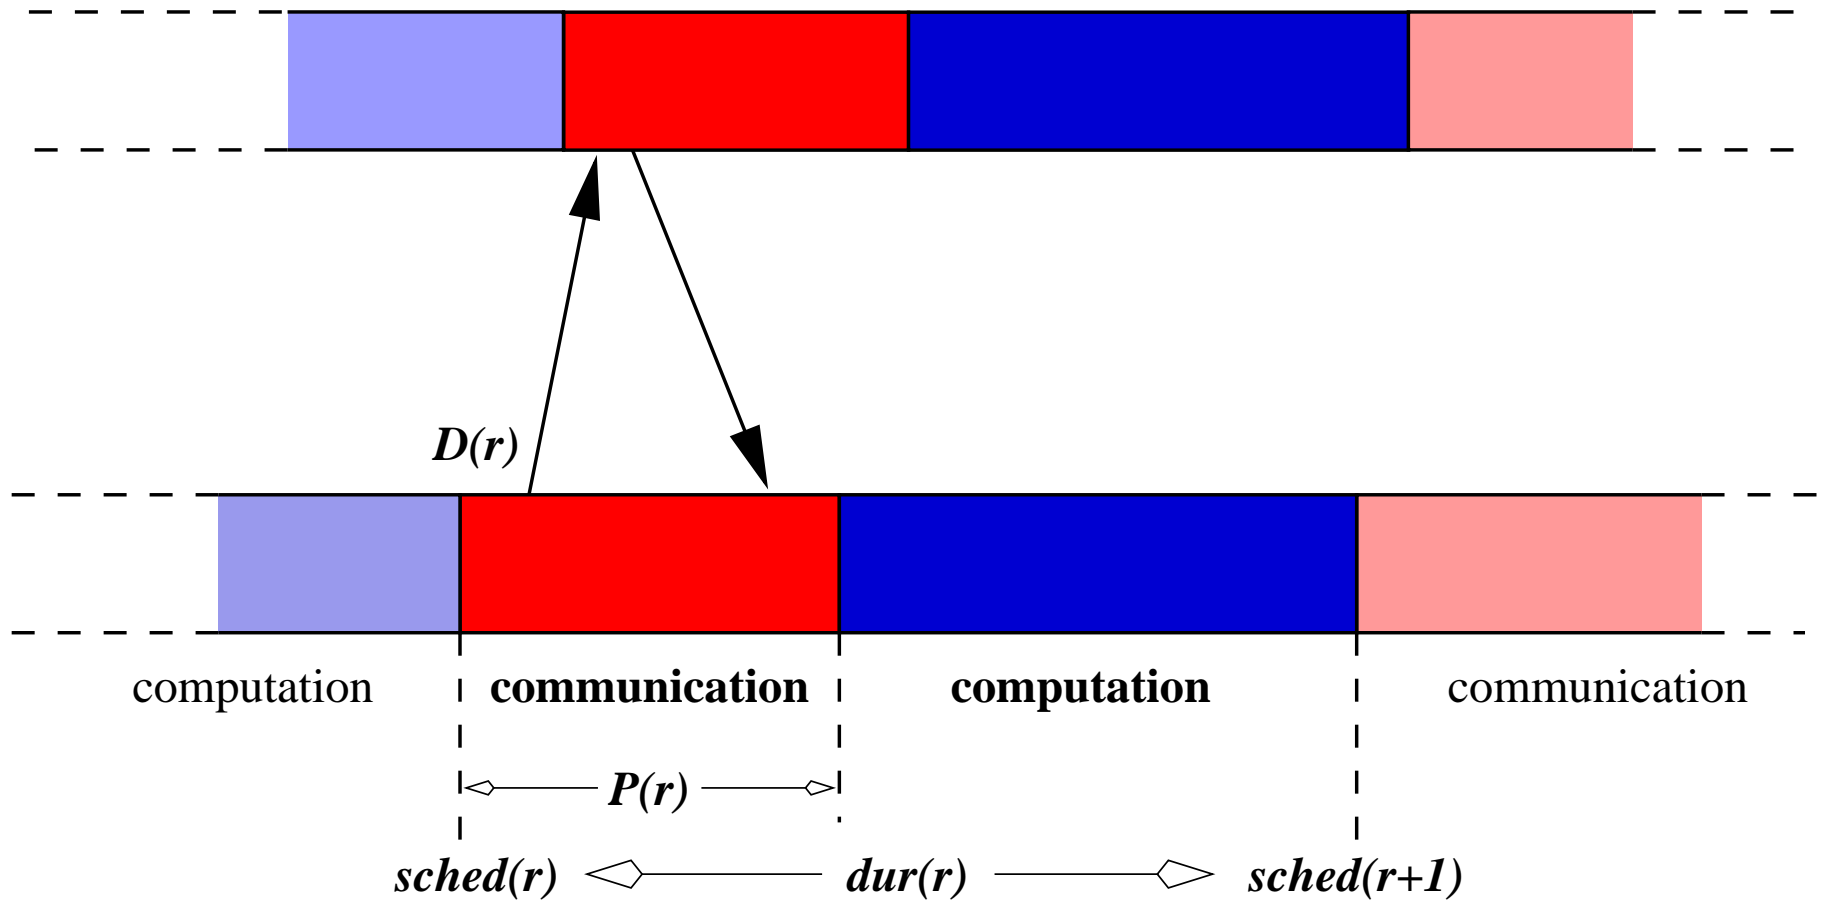 D(r)
computation communication computation communication
P(r)
sched(r) dur(r) sched(r+1)